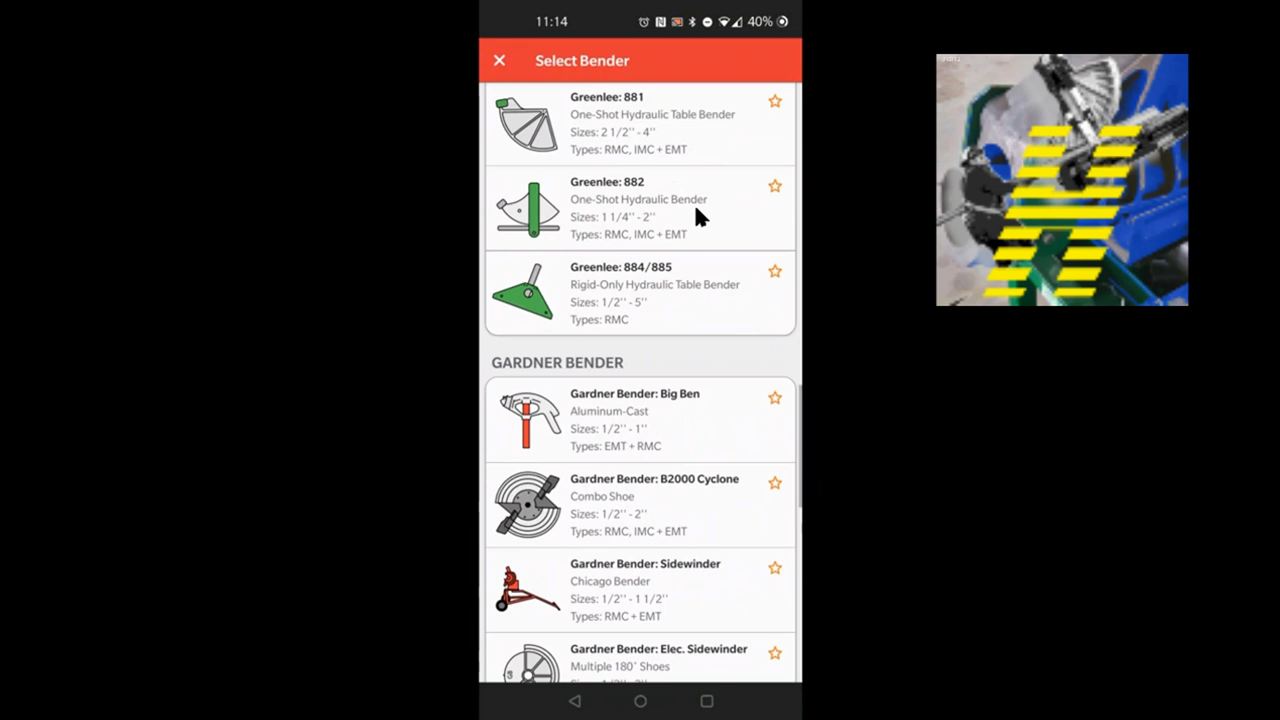 11:14
40%
Select Bender
Greenlee: 881
One-Shot Hydraulic Table Bender
Sizes: 2 1/2'' - 4''
Types: RMC, IMC + EMT
Greenlee: 882
One-Shot Hydraulic Bender
Sizes: 1 1/4'' - 2''
Types: RMC, IMC + EMT
Greenlee: 884/885
Rigid-Only Hydraulic Table Bender
Sizes: 1/2'' - 5''
Types: RMC
GARDNER BENDER
Gardner Bender: Big Ben
Aluminum-Cast
Sizes: 1/2'' - 1''
Types: EMT + RMC
Gardner Bender: B2000 Cyclone
Combo Shoe
Sizes: 1/2'' - 2''
Types: RMC, IMC + EMT
Gardner Bender: Sidewinder
Chicago Bender
Sizes: 1/2'' - 1 1/2''
Types: RMC + EMT
Gardner Bender: Elec. Sidewinder
Multiple 180° Shoes